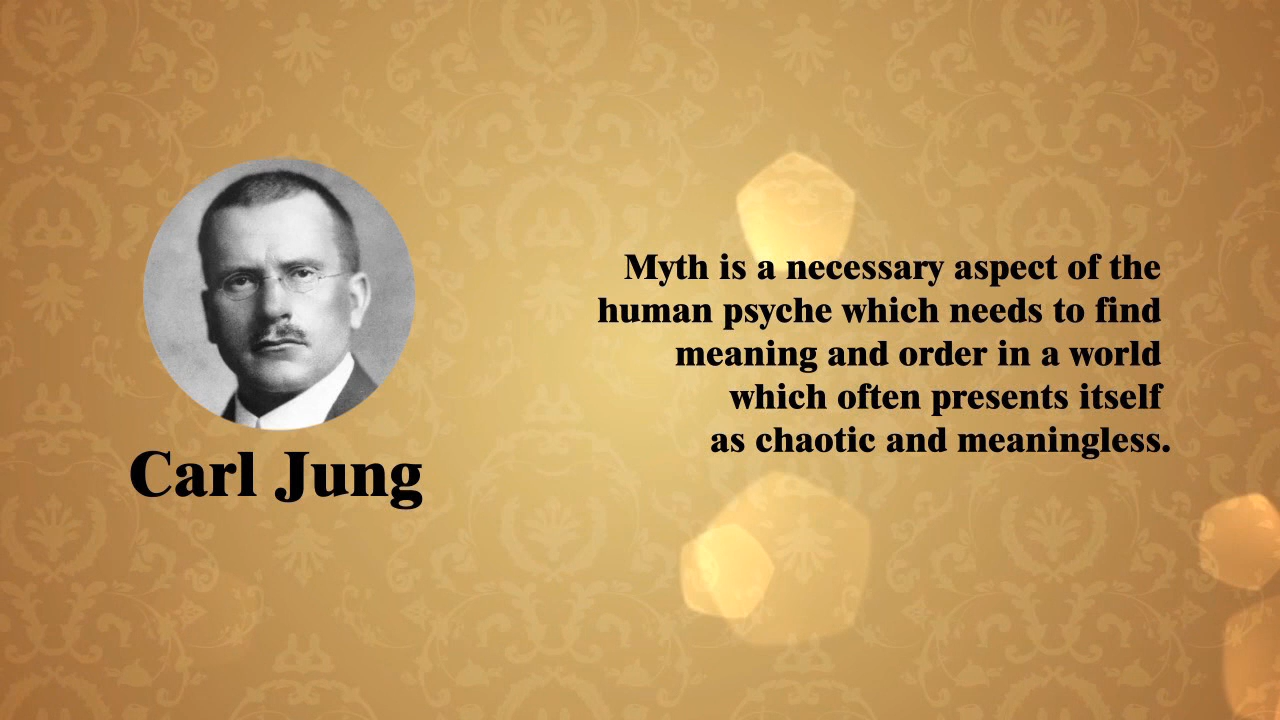 Carl Jung
Myth is a necessary aspect of the
human psyche which needs to find
meaning and order in a world
which often presents itself
as chaotic and meaningless.